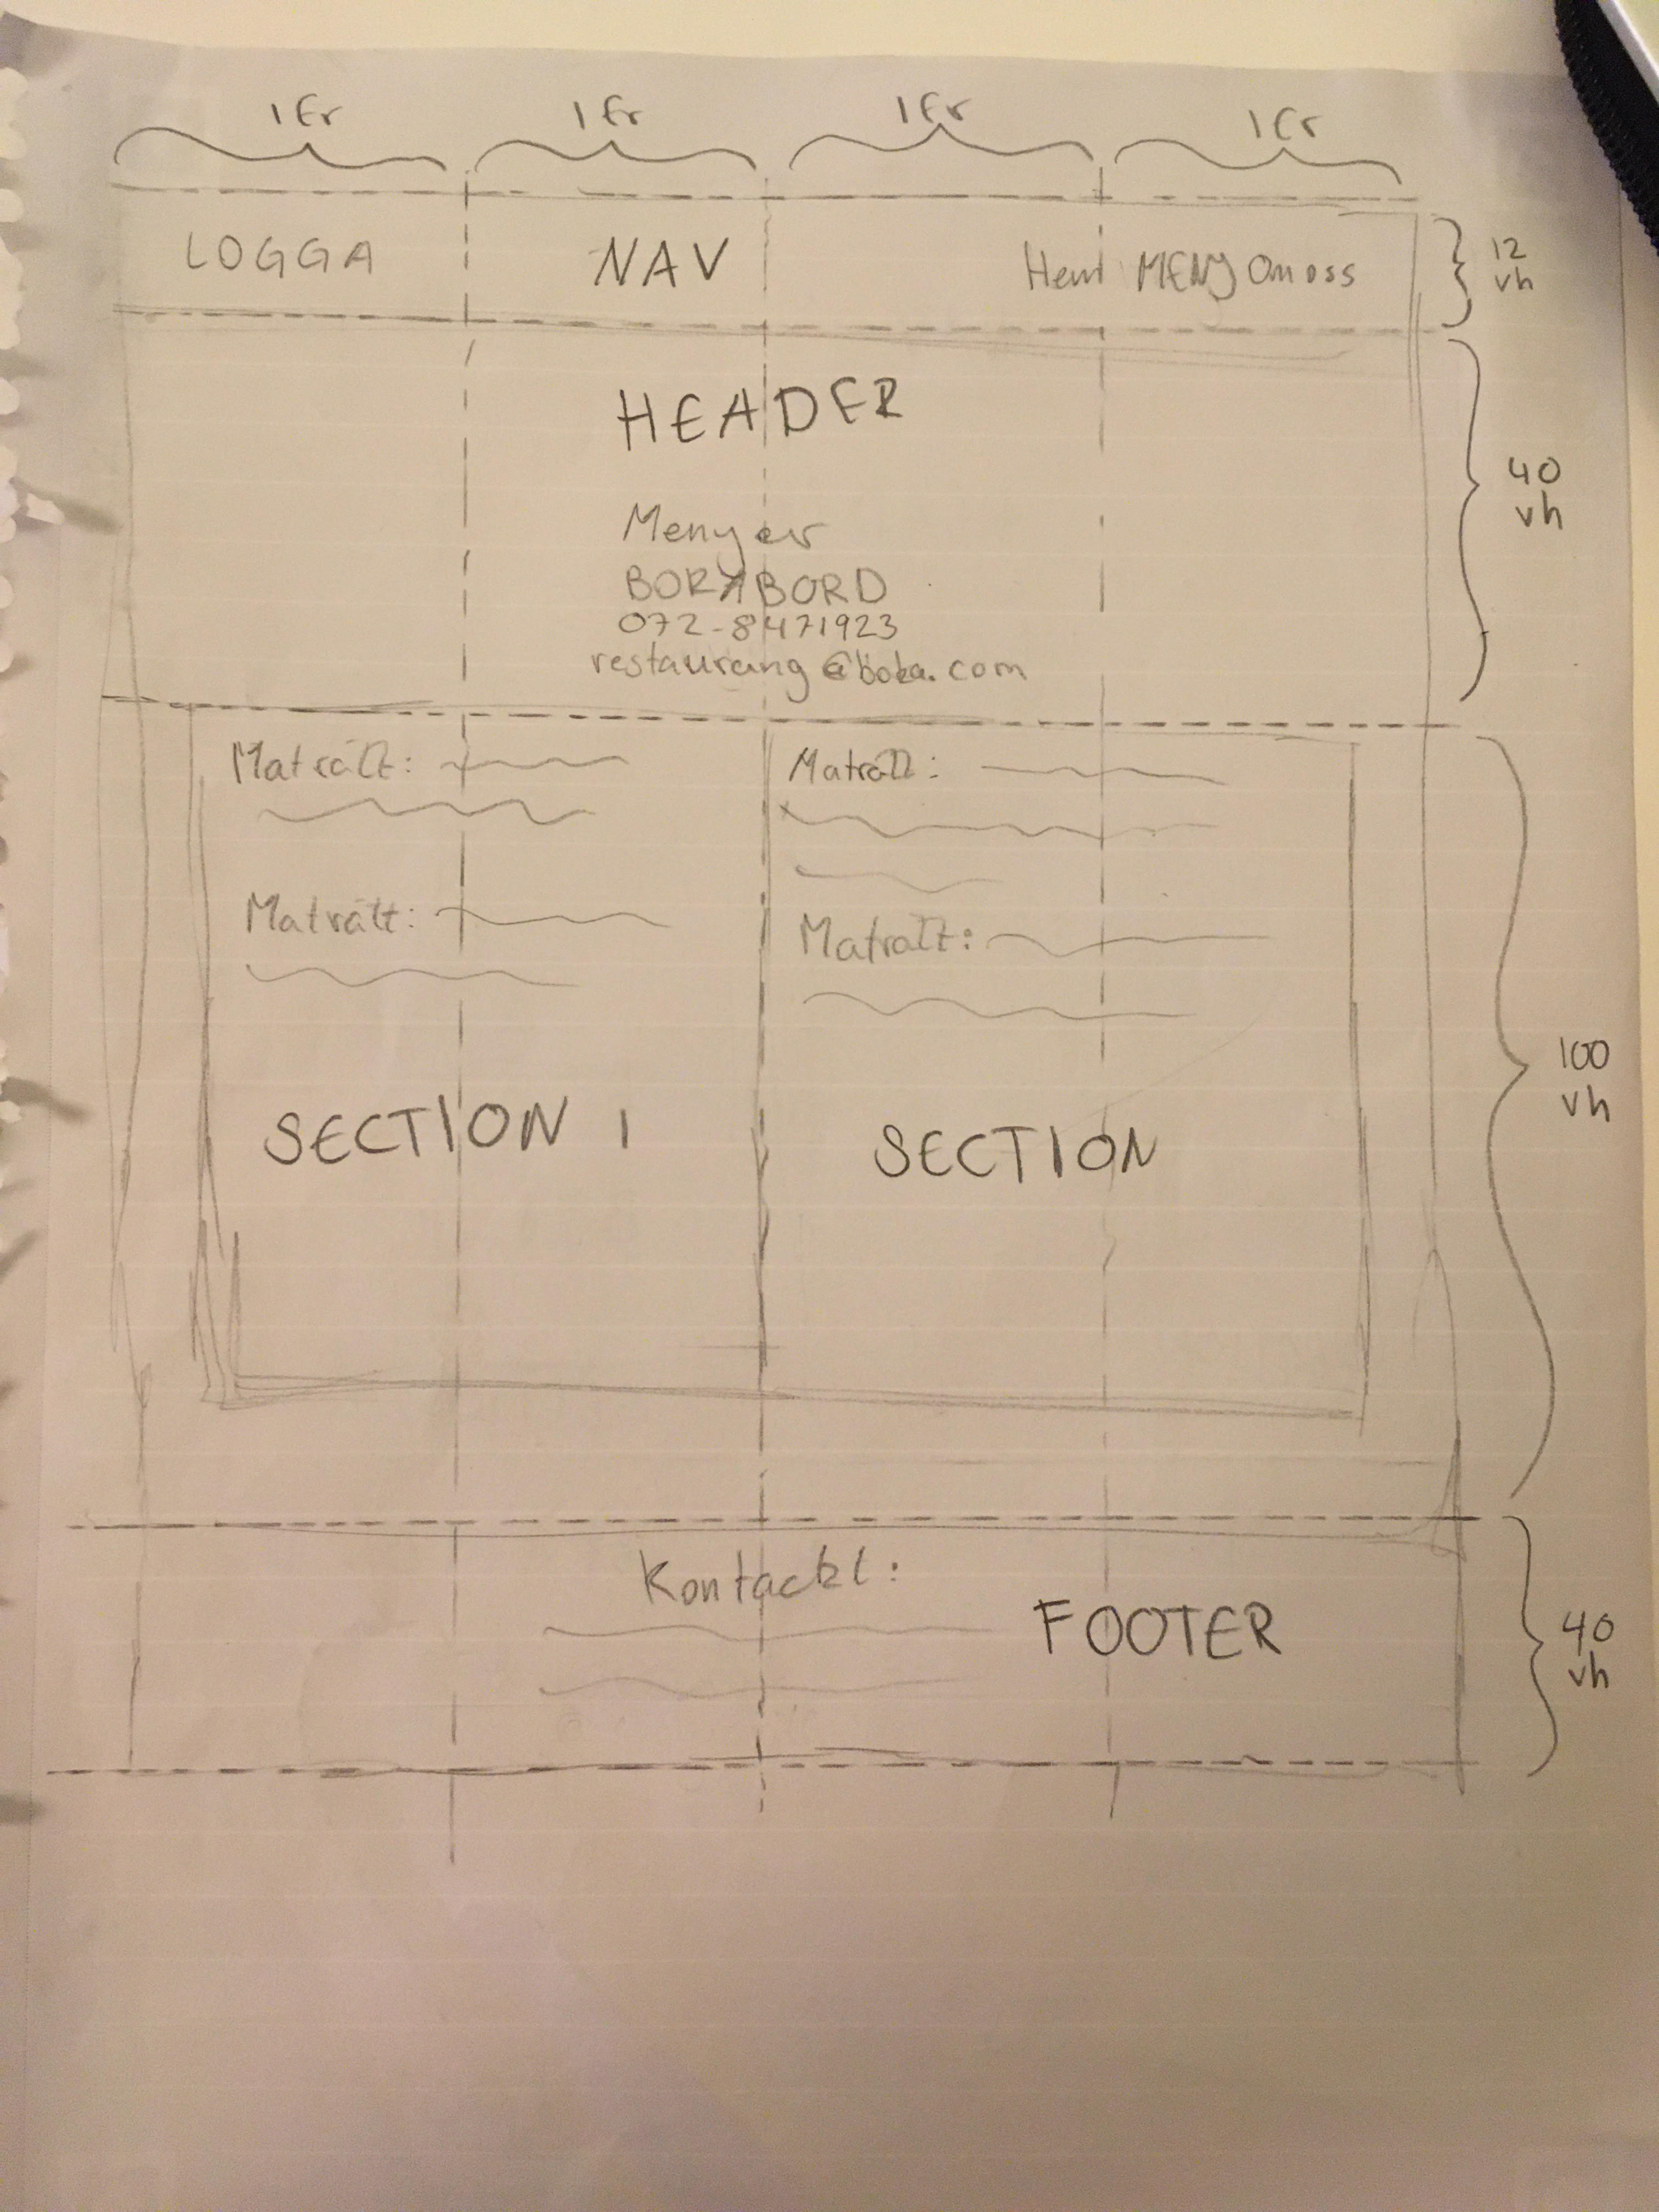 1fr 1fr 1fr 1fr
LOGGA NAV Hem MENY Om oss
12
vh
HEADER
40
vh
Menyer
BOKA BORD
072-8471923
restaurang@boka.com
Maträtt: Maträtt:
Maträtt: Maträtt:
100
vh
SECTION 1 SECTION
Kontackt:
FOOTER
40
vh